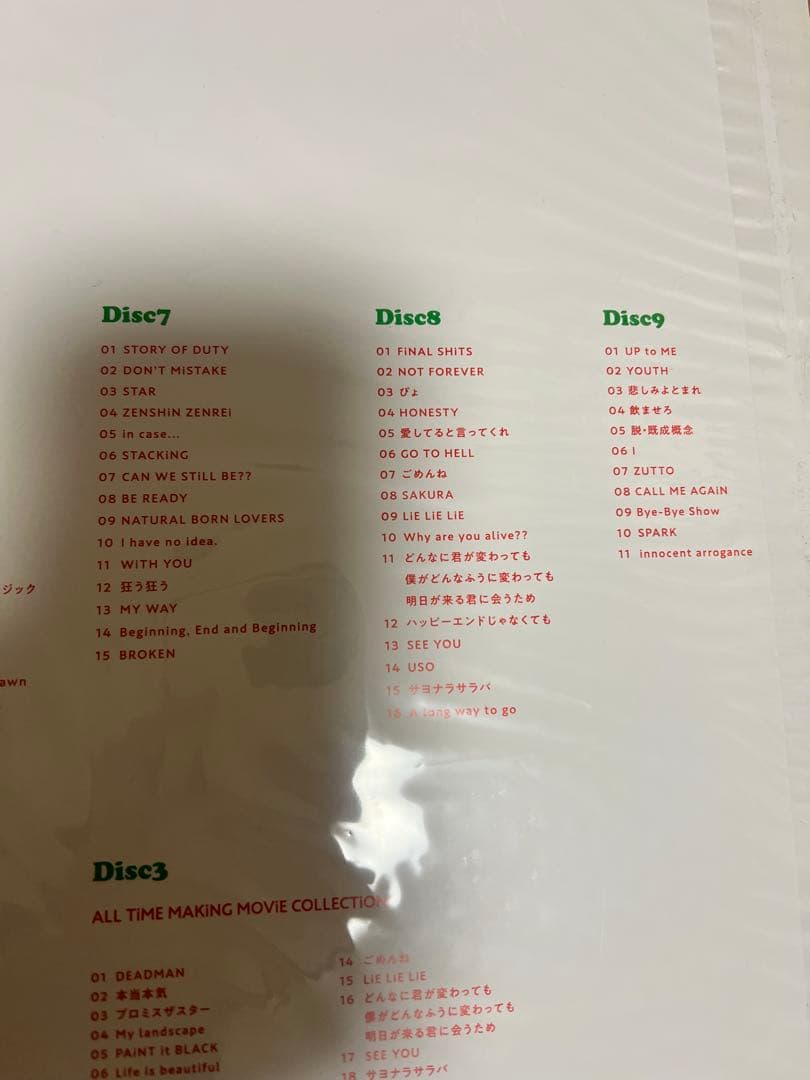 ジック
awn
Disc7
01 STORY OF DUTY
02 DON'T MiSTAKE
03 STAR
04 ZENSHiN ZENREi
05 in case...
06 STACKiNG
07 CAN WE STiLL BE??
08 BE READY
09 NATURAL BORN LOVERS
10 I have no idea.
11 WiTH YOU
12 狂う狂う
13 MY WAY
14 Beginning, End and Beginning
15 BROKEN
Disc8
01 FiNAL SHiTS
02 NOT FOREVER
03 ぴょ
04 HONESTY
05 愛してると言ってくれ
06 GO TO HELL
07 ごめんね
08 SAKURA
09 LiE LiE LiE
10 Why are you alive??
11 どんなに君が変わっても
僕がどんなふうに変わっても
明日が来る君に会うため
12 ハッピーエンドじゃなくても
13 SEE YOU
14 USO
15 サヨナラサラバ
16 A long way to go
Disc9
01 UP to ME
02 YOUTH
03 悲しみよとまれ
04 飲ませろ
05 脱・既成概念
06 I
07 ZUTTO
08 CALL ME AGAiN
09 Bye-Bye Show
10 SPARK
11 innocent arrogance
Disc3
ALL TiME MAKiNG MOViE COLLECTiON
01 DEADMAN
02 本当本気
03 プロミスザスター
04 My landscape
05 PAiNT it BLACK
06 Life is beautiful
14 ごめんね
15 LiE LiE LiE
16 どんなに君が変わっても
僕がどんなふうに変わっても
明日が来る君に会うため
17 SEE YOU
18 サヨナラサラバ